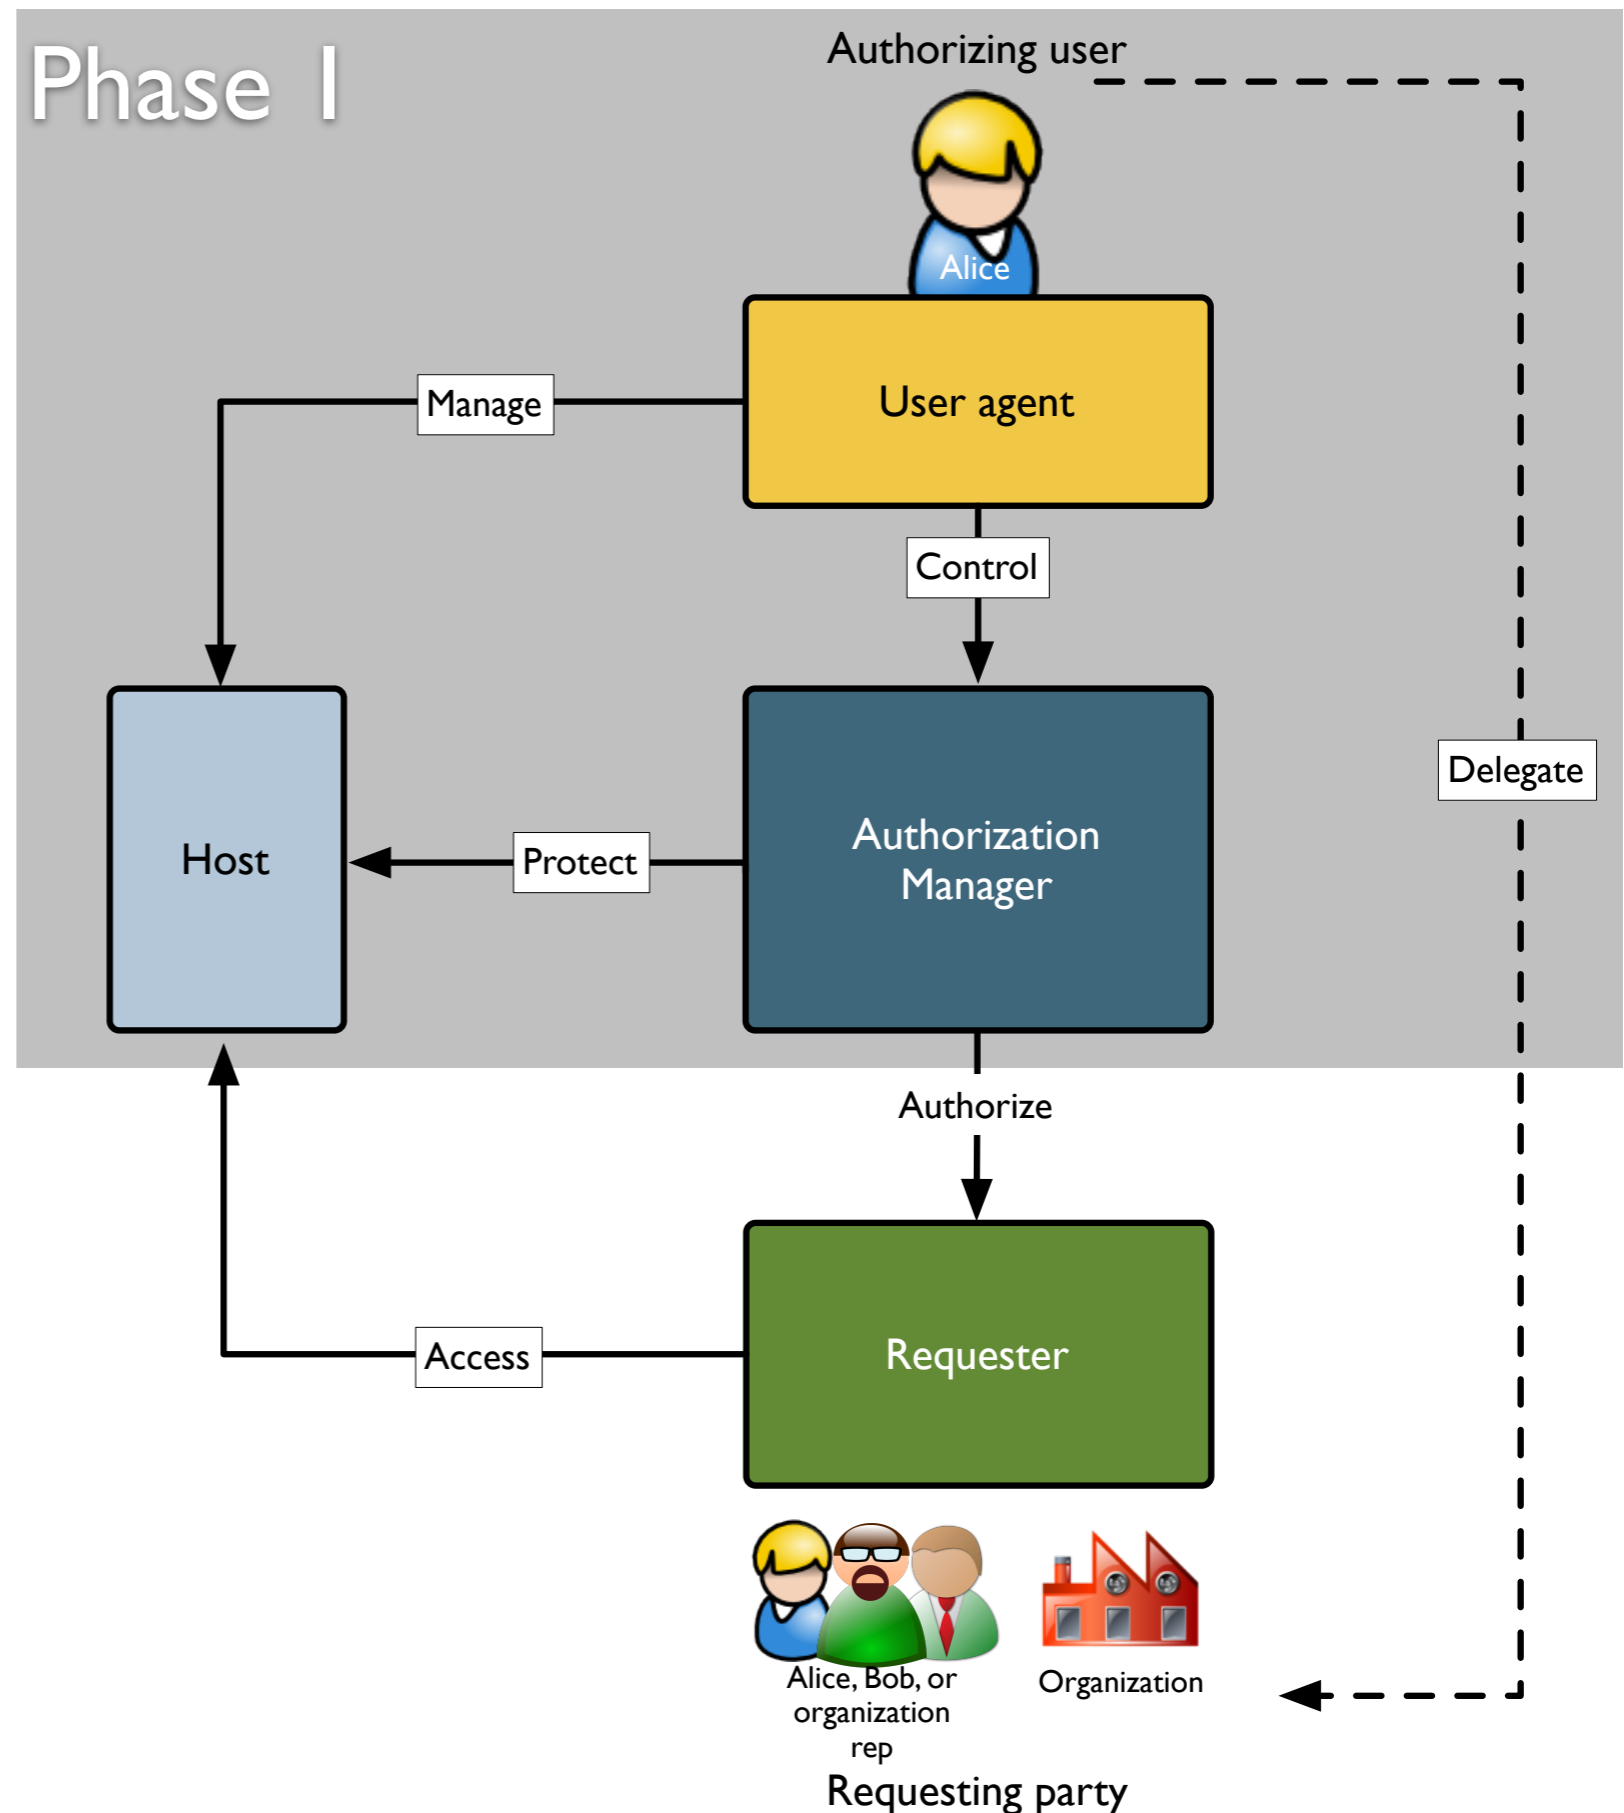 Phase 1
Authorizing user
Alice
User agent
Manage
Control
Delegate
Host
Protect
Authorization
Manager
Authorize
Access
Requester
Alice, Bob, or
organization
rep
Organization
Requesting party